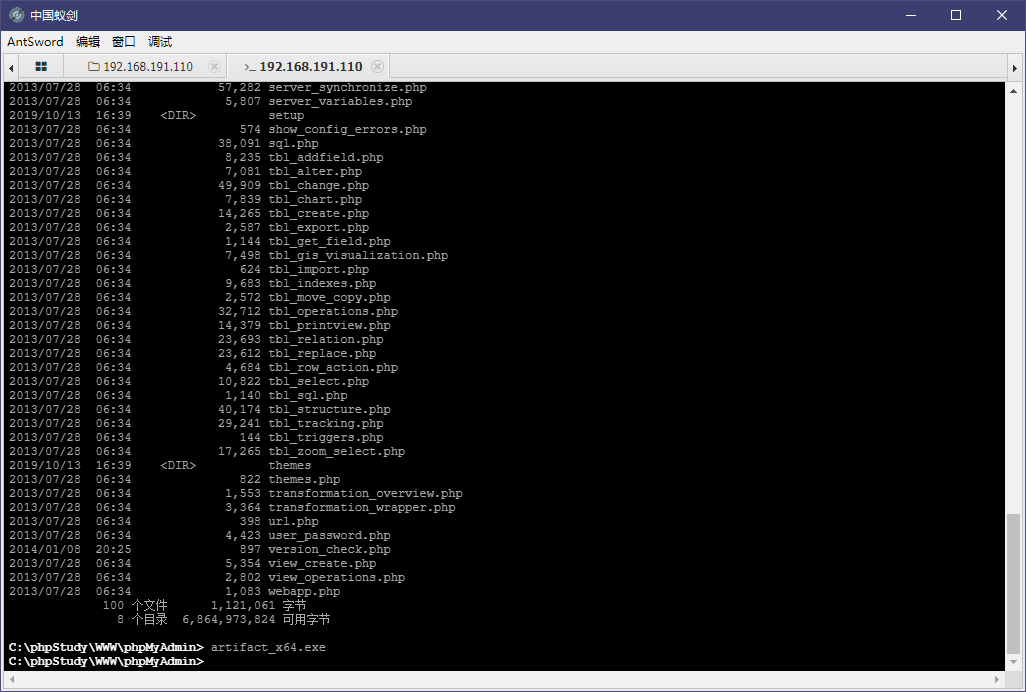 中国蚁剑
AntSword 编辑 窗口 调试
192.168.191.110 >_ 192.168.191.110
2013/07/28 06:34 57,282 server_synchronize.php
2013/07/28 06:34 5,807 server_variables.php
2019/10/13 16:39 <DIR> setup
2013/07/28 06:34 574 show_config_errors.php
2013/07/28 06:34 38,091 sql.php
2013/07/28 06:34 8,235 tbl_addfield.php
2013/07/28 06:34 7,081 tbl_alter.php
2013/07/28 06:34 49,909 tbl_change.php
2013/07/28 06:34 7,839 tbl_chart.php
2013/07/28 06:34 14,265 tbl_create.php
2013/07/28 06:34 2,587 tbl_export.php
2013/07/28 06:34 1,144 tbl_get_field.php
2013/07/28 06:34 7,498 tbl_gis_visualization.php
2013/07/28 06:34 624 tbl_import.php
2013/07/28 06:34 9,683 tbl_indexes.php
2013/07/28 06:34 2,572 tbl_move_copy.php
2013/07/28 06:34 32,712 tbl_operations.php
2013/07/28 06:34 14,379 tbl_printview.php
2013/07/28 06:34 23,693 tbl_relation.php
2013/07/28 06:34 23,612 tbl_replace.php
2013/07/28 06:34 4,684 tbl_row_action.php
2013/07/28 06:34 10,822 tbl_select.php
2013/07/28 06:34 1,140 tbl_sql.php
2013/07/28 06:34 40,174 tbl_structure.php
2013/07/28 06:34 29,241 tbl_tracking.php
2013/07/28 06:34 144 tbl_triggers.php
2013/07/28 06:34 17,265 tbl_zoom_select.php
2019/10/13 16:39 <DIR> themes
2013/07/28 06:34 822 themes.php
2013/07/28 06:34 1,553 transformation_overview.php
2013/07/28 06:34 3,364 transformation_wrapper.php
2013/07/28 06:34 398 url.php
2013/07/28 06:34 4,423 user_password.php
2014/01/08 20:25 897 version_check.php
2013/07/28 06:34 5,354 view_create.php
2013/07/28 06:34 2,802 view_operations.php
2013/07/28 06:34 1,083 webapp.php
100 个文件 1,121,061 字节
8 个目录 6,864,973,824 可用字节
C:\phpStudy\WWW\phpMyAdmin> artifact_x64.exe
C:\phpStudy\WWW\phpMyAdmin>